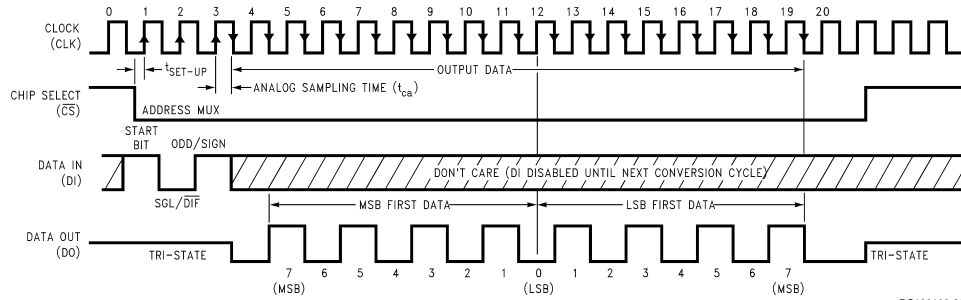 0 1 2 3 4 5 6 7 8 9 10 11 12 13 14 15 16 17 18 19 20
CLOCK
(CLK)
tSET-UP
OUTPUT DATA
ANALOG SAMPLING TIME (tca)
CHIP SELECT
(CS)
ADDRESS MUX
START
BIT
ODD/SIGN
DATA IN
(DI)
DON'T CARE (DI DISABLED UNTIL NEXT CONVERSION CYCLE)
SGL/DIF
MSB FIRST DATA
LSB FIRST DATA
DATA OUT
(DO)
TRI-STATE
TRI-STATE
7 6 5 4 3 2 1 0 1 2 3 4 5 6 7
(MSB) (LSB) (MSB)